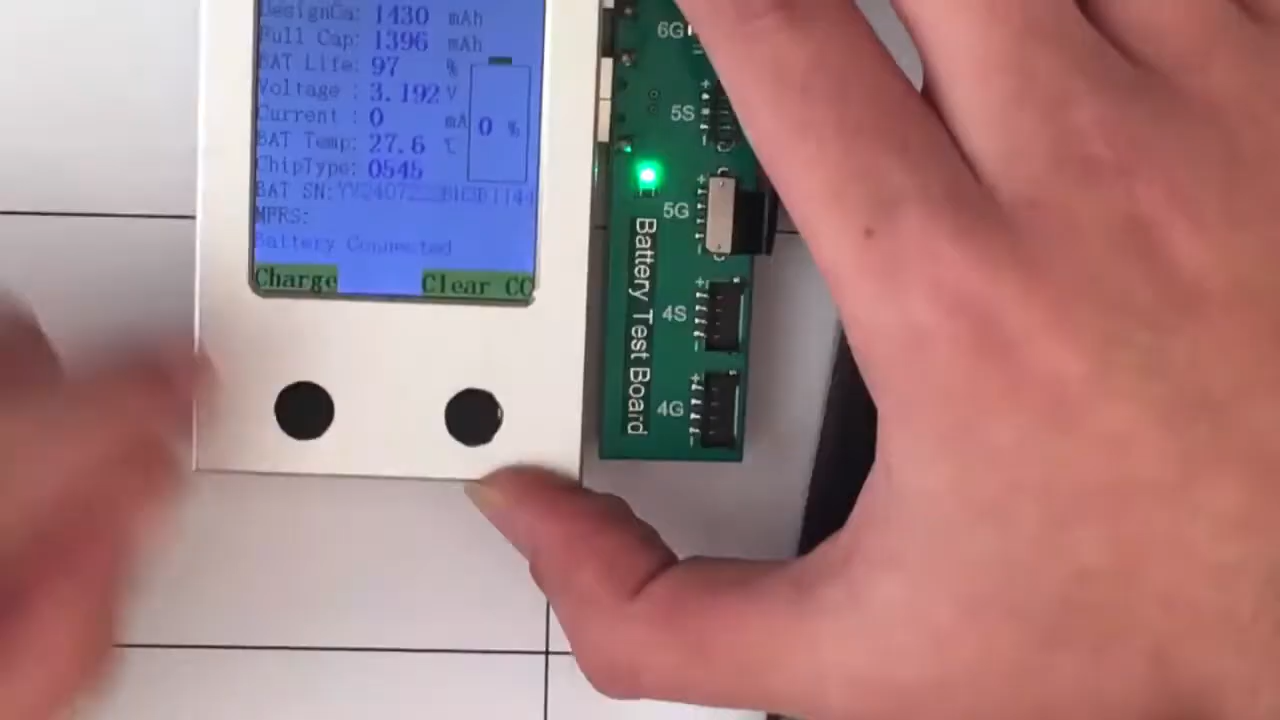 DesignCa: 1430 mAh
Full Cap: 1396 mAh
BAT Life: 97 %
Voltage : 3.192 V
Current : 0 mA
0 %
BAT Temp: 27.6 ℃
ChipType: 0545
BAT SN:
MPRS:
Battery Connected
Charge Clear CC
6G
5S
5G
4S
4G
Battery Test Board